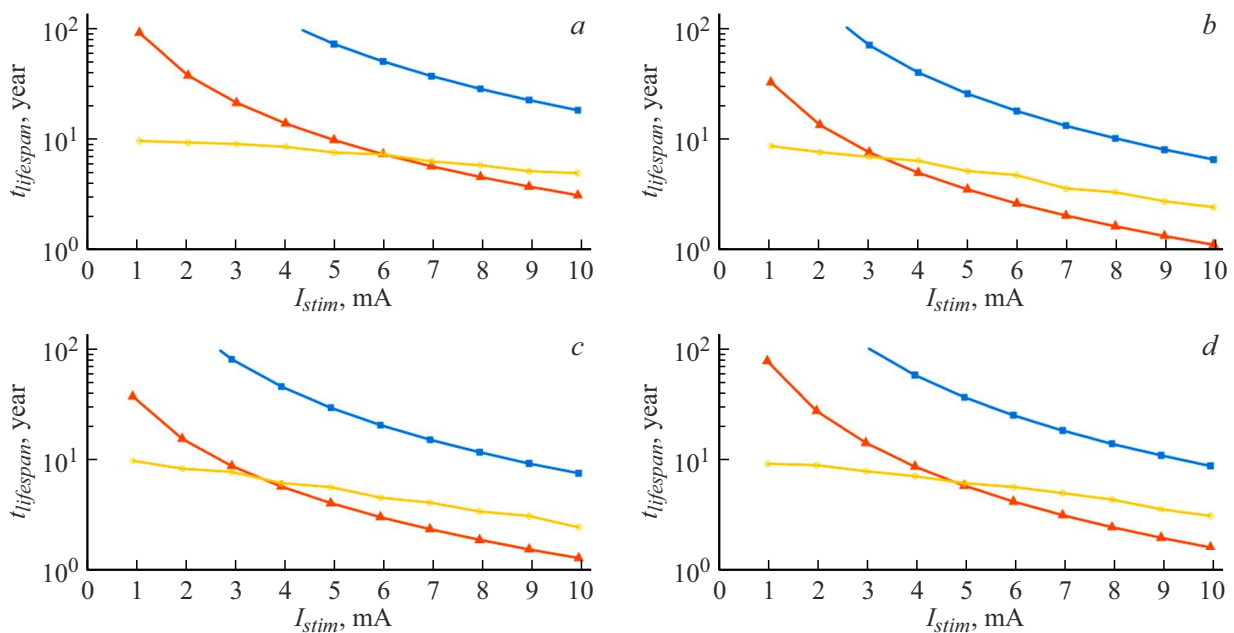 a
10²
10¹
10⁰
t_lifespan, year
0 1 2 3 4 5 6 7 8 9 10
I_stim, mA
b
10²
10¹
10⁰
t_lifespan, year
0 1 2 3 4 5 6 7 8 9 10
I_stim, mA
c
10²
10¹
10⁰
t_lifespan, year
0 1 2 3 4 5 6 7 8 9 10
I_stim, mA
d
10²
10¹
10⁰
t_lifespan, year
0 1 2 3 4 5 6 7 8 9 10
I_stim, mA